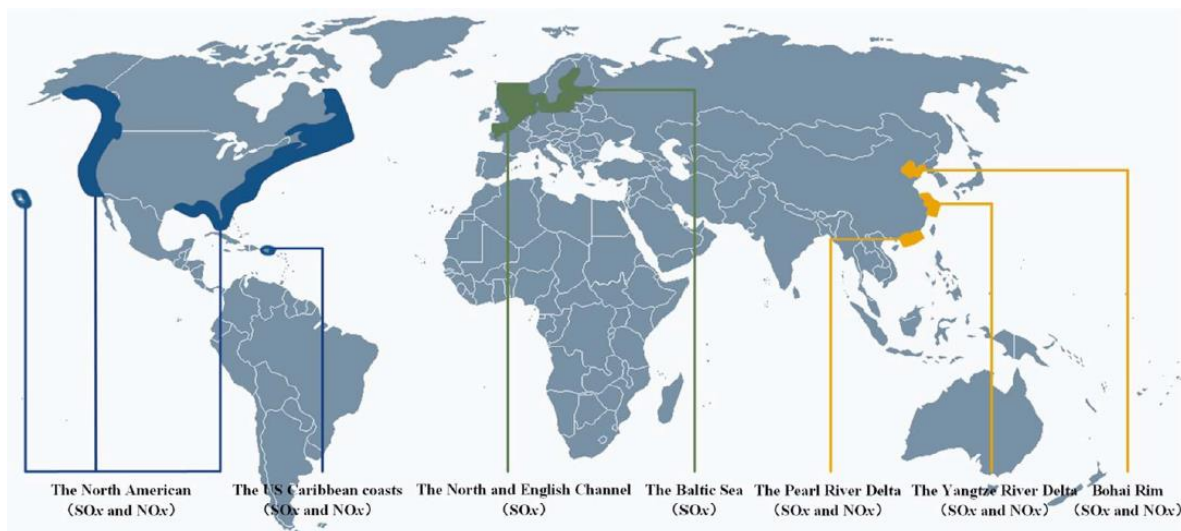 The North American
(SOx and NOx)
The US Caribbean coasts
(SOx and NOx)
The North and English Channel
(SOx)
The Baltic Sea
(SOx)
The Pearl River Delta
(SOx and NOx)
The Yangtze River Delta
(SOx and NOx)
Bohai Rim
(SOx and NOx)